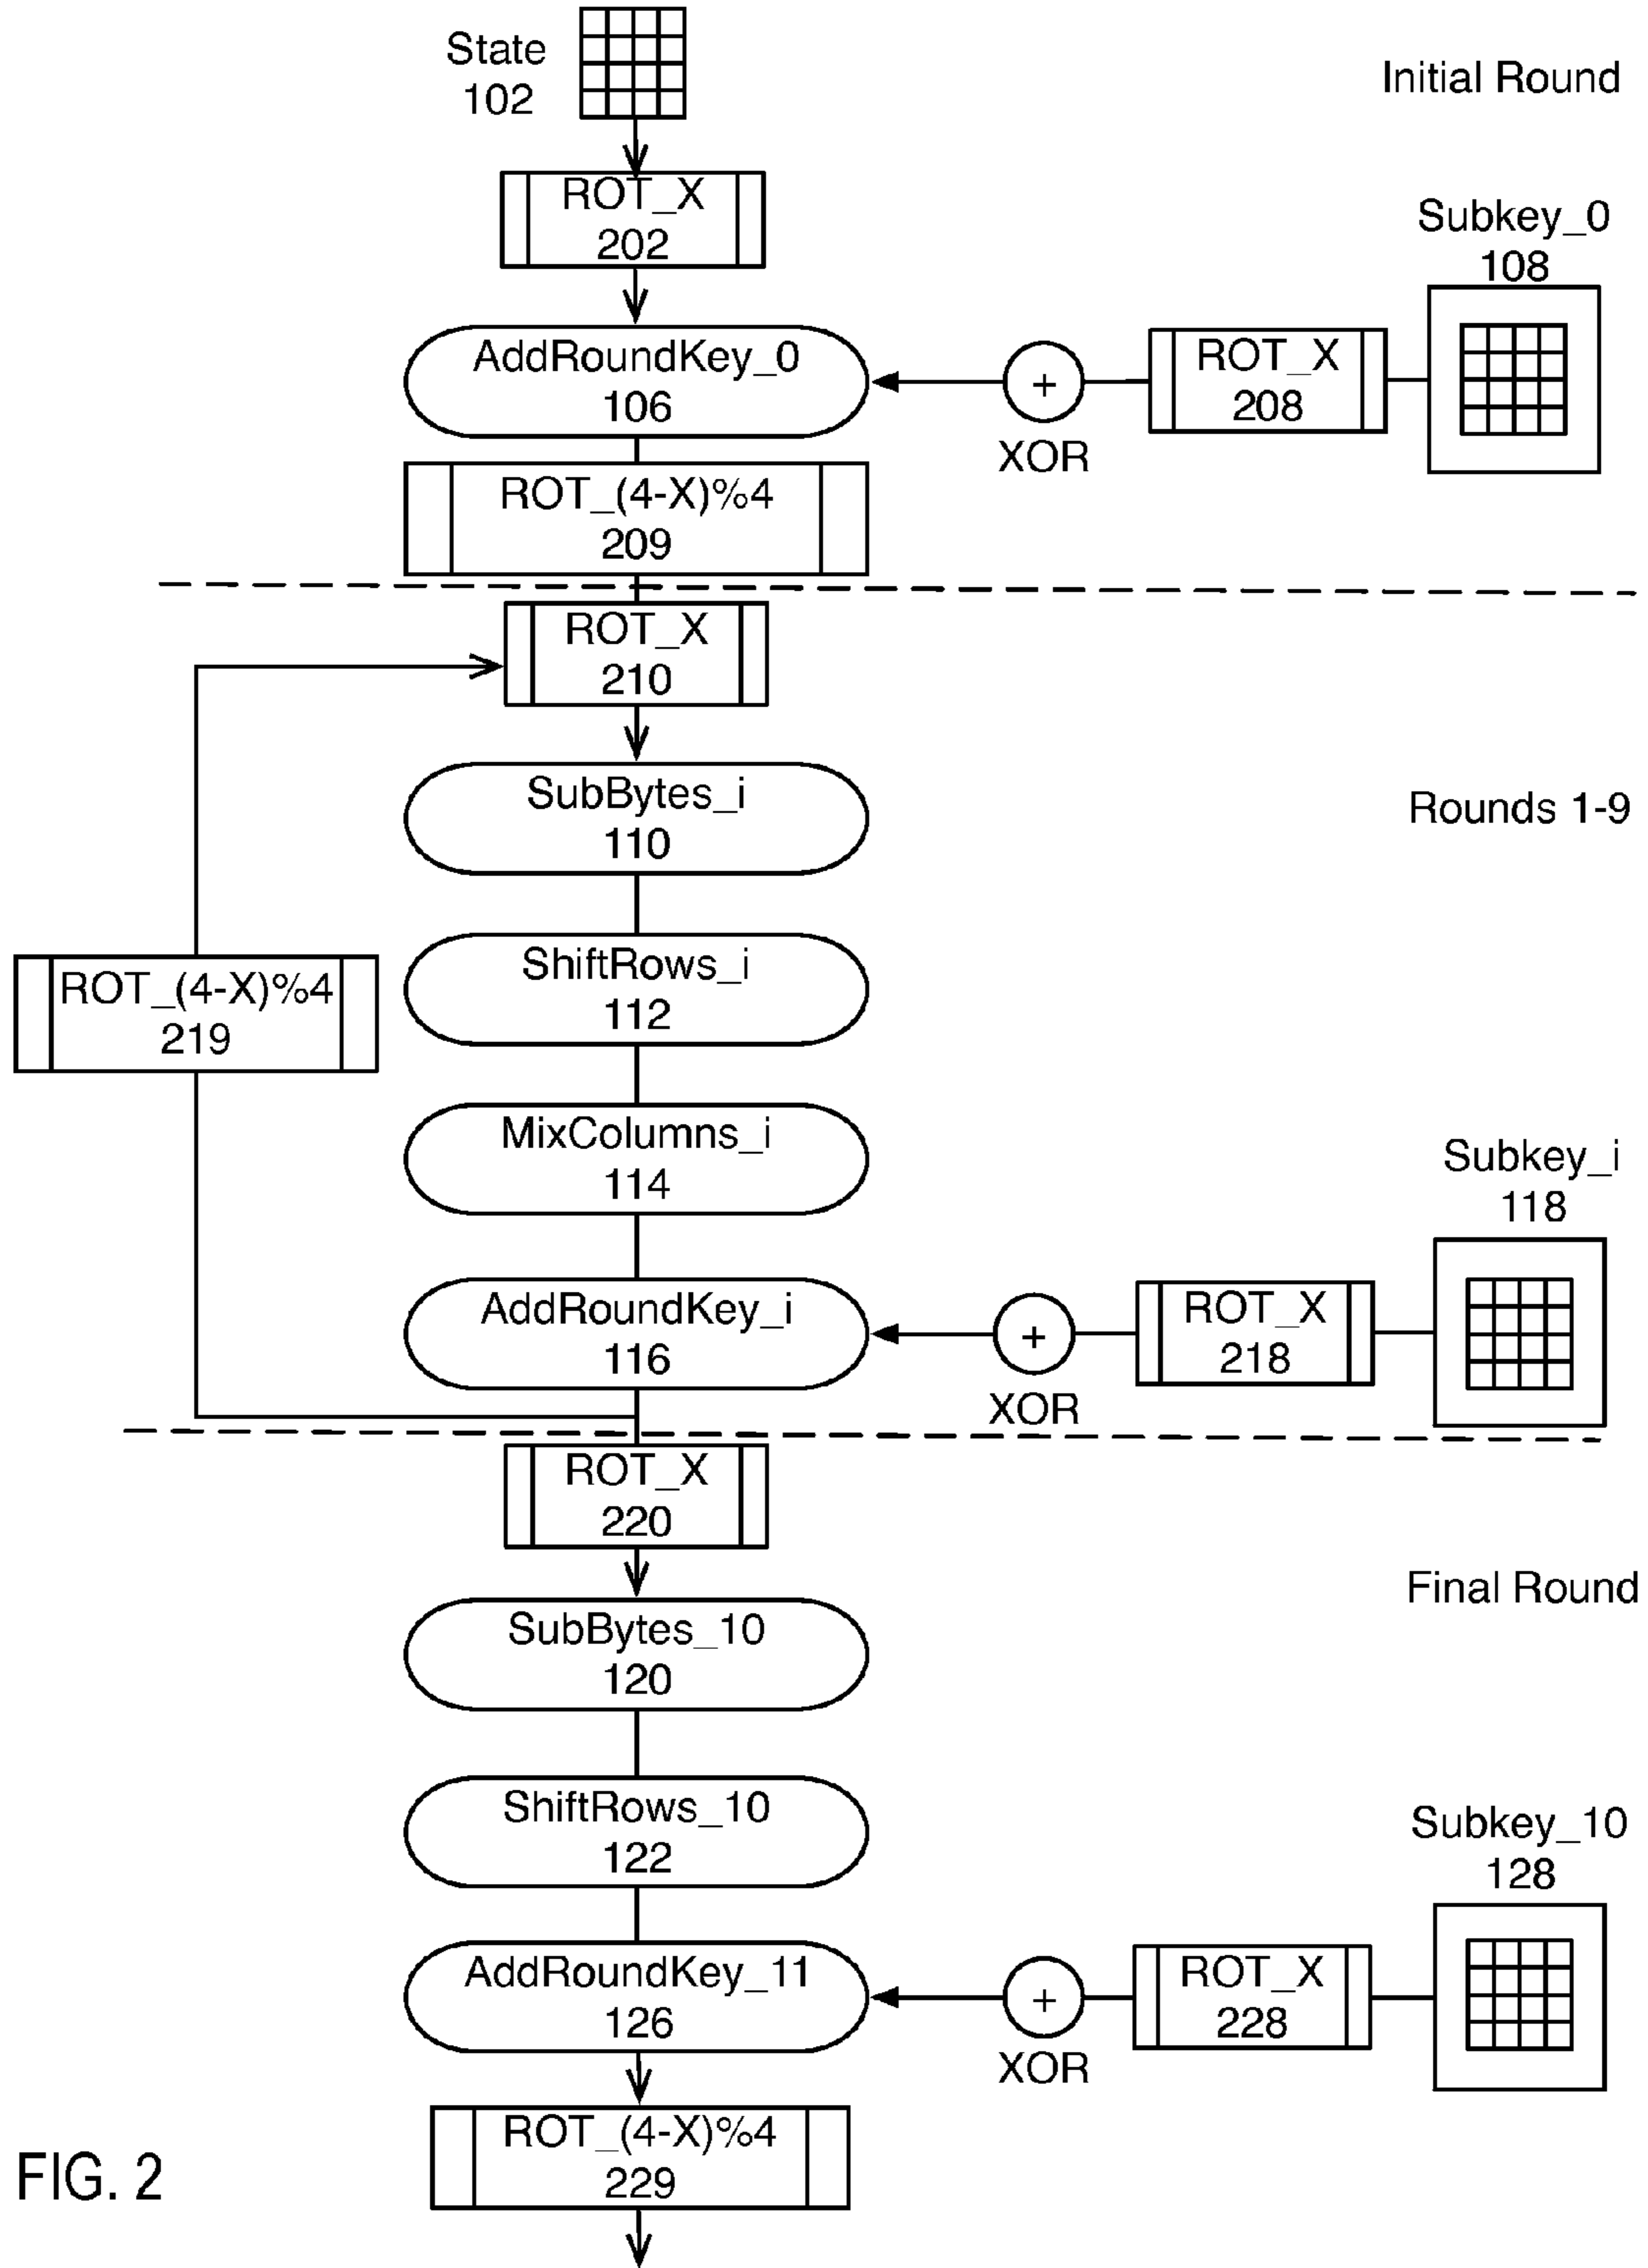 State
102
Initial Round
ROT_X
202
Subkey_0
108
AddRoundKey_0
106
+
XOR
ROT_X
208
ROT_(4-X)%4
209
ROT_X
210
SubBytes_i
110
Rounds 1-9
ShiftRows_i
112
ROT_(4-X)%4
219
MixColumns_i
114
Subkey_i
118
AddRoundKey_i
116
+
XOR
ROT_X
218
ROT_X
220
Final Round
SubBytes_10
120
ShiftRows_10
122
Subkey_10
128
AddRoundKey_11
126
+
XOR
ROT_X
228
ROT_(4-X)%4
229
FIG. 2